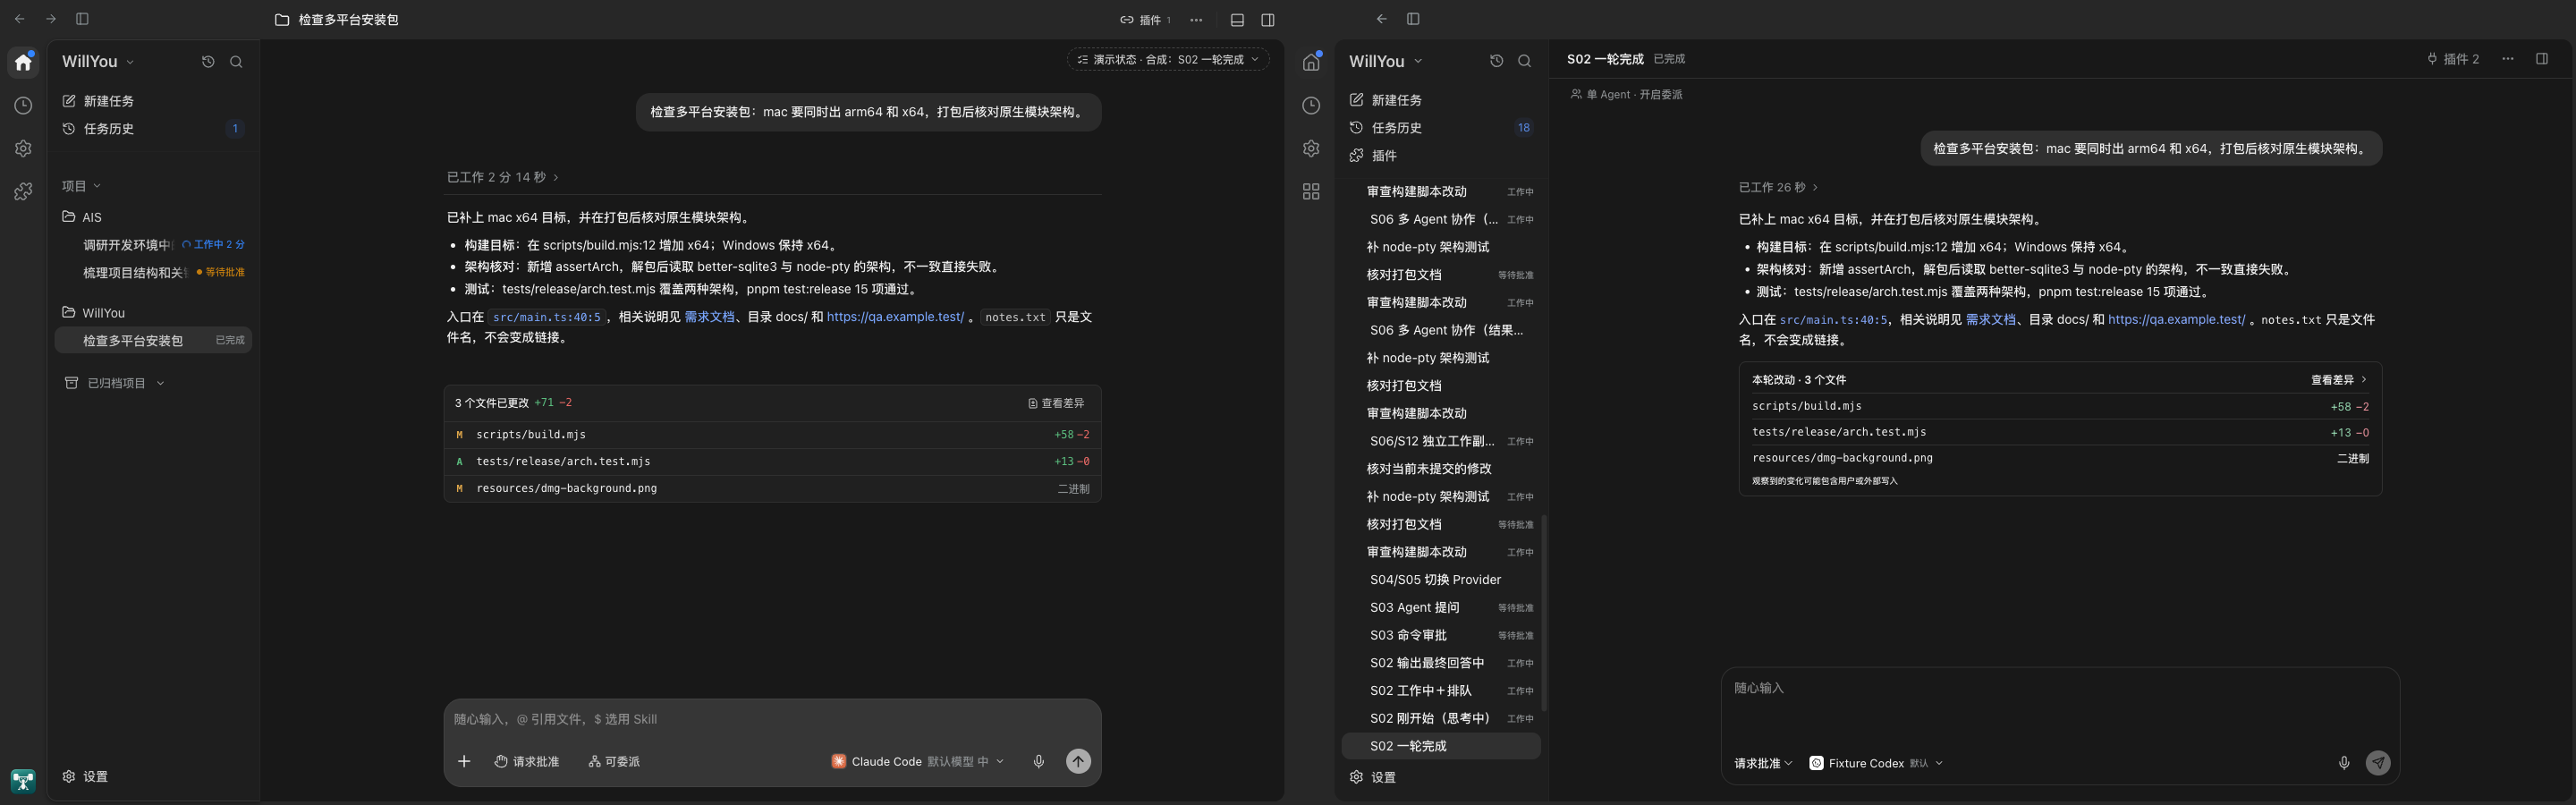 检查多平台安装包
插件 1
WillYou
新建任务
任务历史 1
项目
AIS
调研开发环境中 工作中 2 分
梳理项目结构和关 等待批准
WillYou
检查多平台安装包 已完成
已归档项目
设置
演示状态 · 合成：S02 一轮完成
检查多平台安装包：mac 要同时出 arm64 和 x64，打包后核对原生模块架构。
已工作 2 分 14 秒
已补上 mac x64 目标，并在打包后核对原生模块架构。
• 构建目标：在 scripts/build.mjs:12 增加 x64；Windows 保持 x64。
• 架构核对：新增 assertArch，解包后读取 better-sqlite3 与 node-pty 的架构，不一致直接失败。
• 测试：tests/release/arch.test.mjs 覆盖两种架构，pnpm test:release 15 项通过。
入口在 src/main.ts:40:5，相关说明见 需求文档、目录 docs/ 和 https://qa.example.test/ 。notes.txt 只是文
件名，不会变成链接。
3 个文件已更改 +71 −2 查看差异
M scripts/build.mjs +58 −2
A tests/release/arch.test.mjs +13 −0
M resources/dmg-background.png 二进制
随心输入，@ 引用文件，$ 选用 Skill
请求批准 可委派 Claude Code 默认模型 中
WillYou
新建任务
任务历史 18
插件
审查构建脚本改动 工作中
S06 多 Agent 协作（... 工作中
补 node-pty 架构测试
核对打包文档 等待批准
审查构建脚本改动 工作中
S06 多 Agent 协作（结果...
补 node-pty 架构测试
核对打包文档
审查构建脚本改动
S06/S12 独立工作副... 工作中
核对当前未提交的修改
补 node-pty 架构测试 工作中
核对打包文档 等待批准
审查构建脚本改动 工作中
S04/S05 切换 Provider
S03 Agent 提问 等待批准
S03 命令审批 等待批准
S02 输出最终回答中 工作中
S02 工作中＋排队 工作中
S02 刚开始（思考中） 工作中
S02 一轮完成
设置
S02 一轮完成 已完成
插件 2
单 Agent · 开启委派
检查多平台安装包：mac 要同时出 arm64 和 x64，打包后核对原生模块架构。
已工作 26 秒
已补上 mac x64 目标，并在打包后核对原生模块架构。
• 构建目标：在 scripts/build.mjs:12 增加 x64；Windows 保持 x64。
• 架构核对：新增 assertArch，解包后读取 better-sqlite3 与 node-pty 的架构，不一致直接失败。
• 测试：tests/release/arch.test.mjs 覆盖两种架构，pnpm test:release 15 项通过。
入口在 src/main.ts:40:5，相关说明见 需求文档、目录 docs/ 和 https://qa.example.test/ 。notes.txt 只是文件
名，不会变成链接。
本轮改动 · 3 个文件 查看差异
scripts/build.mjs +58 −2
tests/release/arch.test.mjs +13 −0
resources/dmg-background.png 二进制
观察到的变化可能包含用户或外部写入
随心输入
请求批准 Fixture Codex 默认